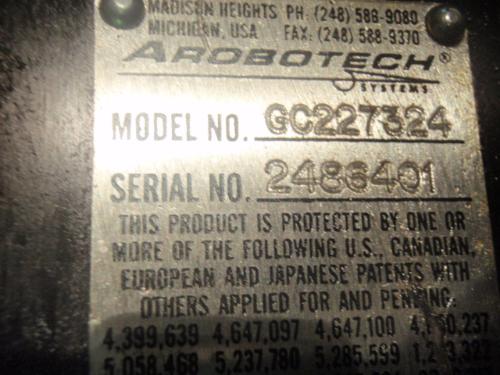 MADISON HEIGHTS PH. (248) 588-9080
MICHIGAN, USA FAX. (248) 588-9370
AROBOTECH®
SYSTEMS
MODEL NO. GC227324
SERIAL NO. 2486401
THIS PRODUCT IS PROTECTED BY ONE OR
MORE OF THE FOLLOWING U.S., CANADIAN,
EUROPEAN AND JAPANESE PATENTS WITH
OTHERS APPLIED FOR AND PENDING.
4,399,639 4,647,097 4,647,100
5,058,468 5,237,780 5,285,599